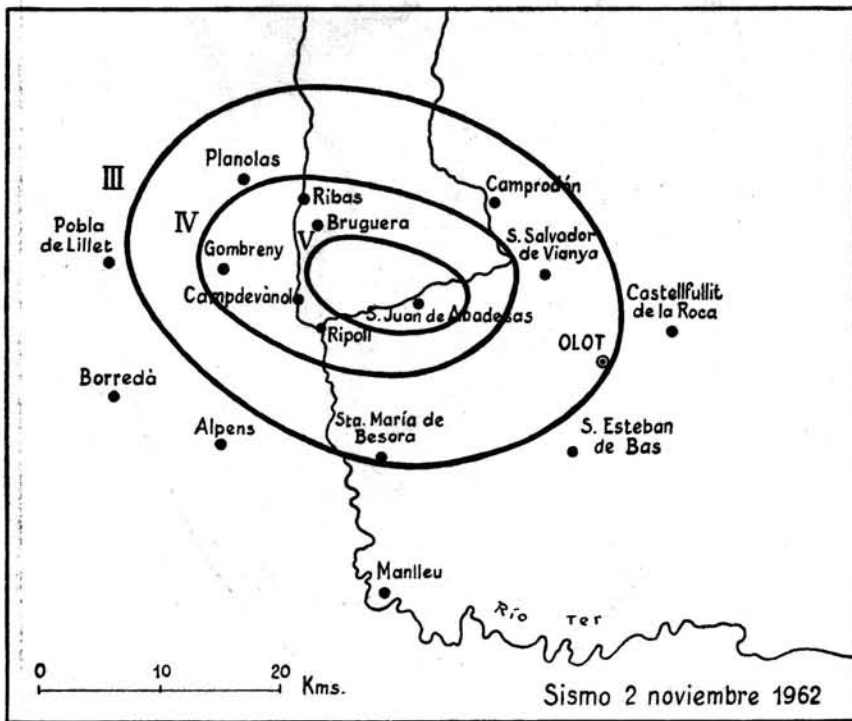 Planolas
III
Ribas
Camprodón
IV
Bruguera
V
Pobla
de Lillet
S. Salvador
de Vianya
Gombreny
Campdevànol
S. Juan de Abadesas
Castellfullit
de la Roca
Ripoll
OLOT
Borredà
Alpens
Sta. María de
Besora
S. Esteban
de Bas
Manlleu
Río Ter
0 10 20
Kms.
Sismo 2 noviembre 1962